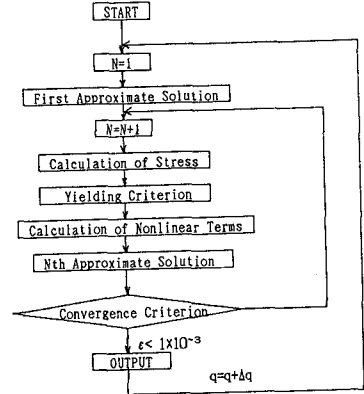 START
N=1
First Approximate Solution
N=N+1
Calculation of Stress
Yielding Criterion
Calculation of Nonlinear Terms
Nth Approximate Solution
Convergence Criterion
ε< 1×10⁻³
OUTPUT
q=q+Δq